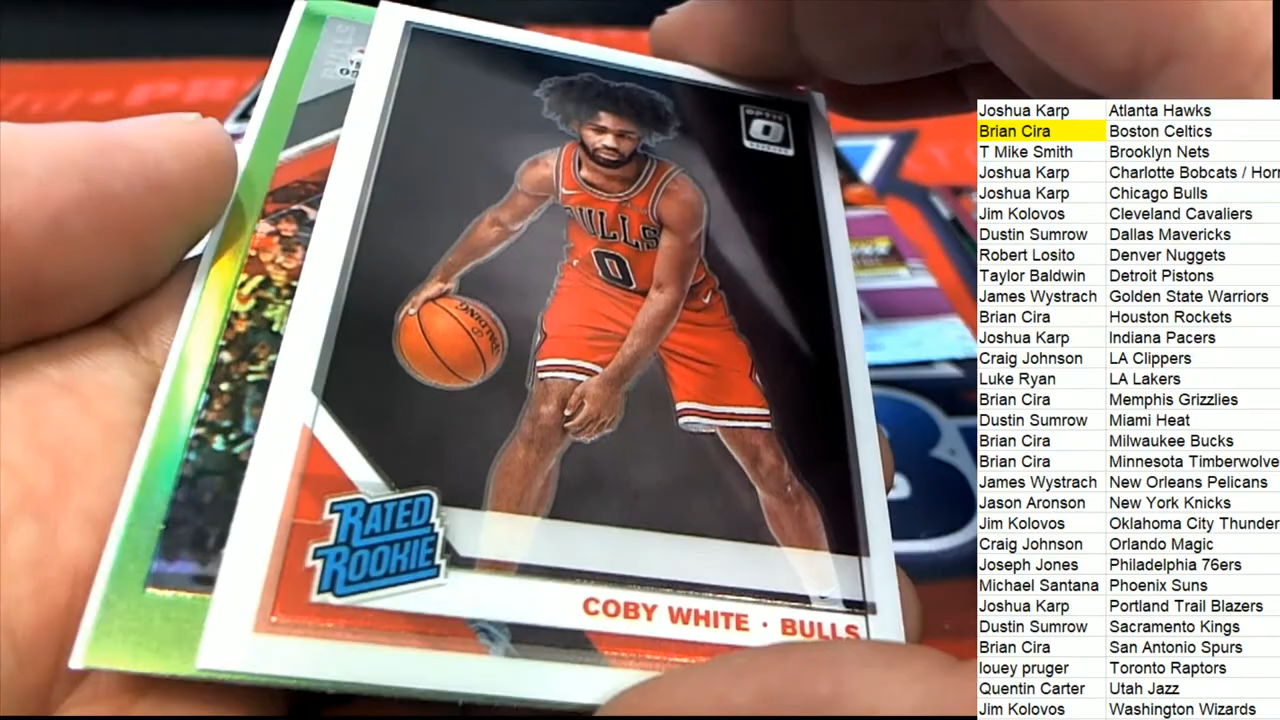 OPTIC
BULLS
0
SPALDING
RATED
ROOKIE
COBY WHITE · BULLS
Joshua Karp Atlanta Hawks
Brian Cira Boston Celtics
T Mike Smith Brooklyn Nets
Joshua Karp Charlotte Bobcats / Horn
Joshua Karp Chicago Bulls
Jim Kolovos Cleveland Cavaliers
Dustin Sumrow Dallas Mavericks
Robert Losito Denver Nuggets
Taylor Baldwin Detroit Pistons
James Wystrach Golden State Warriors
Brian Cira Houston Rockets
Joshua Karp Indiana Pacers
Craig Johnson LA Clippers
Luke Ryan LA Lakers
Brian Cira Memphis Grizzlies
Dustin Sumrow Miami Heat
Brian Cira Milwaukee Bucks
Brian Cira Minnesota Timberwolve
James Wystrach New Orleans Pelicans
Jason Aronson New York Knicks
Jim Kolovos Oklahoma City Thunder
Craig Johnson Orlando Magic
Joseph Jones Philadelphia 76ers
Michael Santana Phoenix Suns
Joshua Karp Portland Trail Blazers
Dustin Sumrow Sacramento Kings
Brian Cira San Antonio Spurs
louey pruger Toronto Raptors
Quentin Carter Utah Jazz
Jim Kolovos Washington Wizards